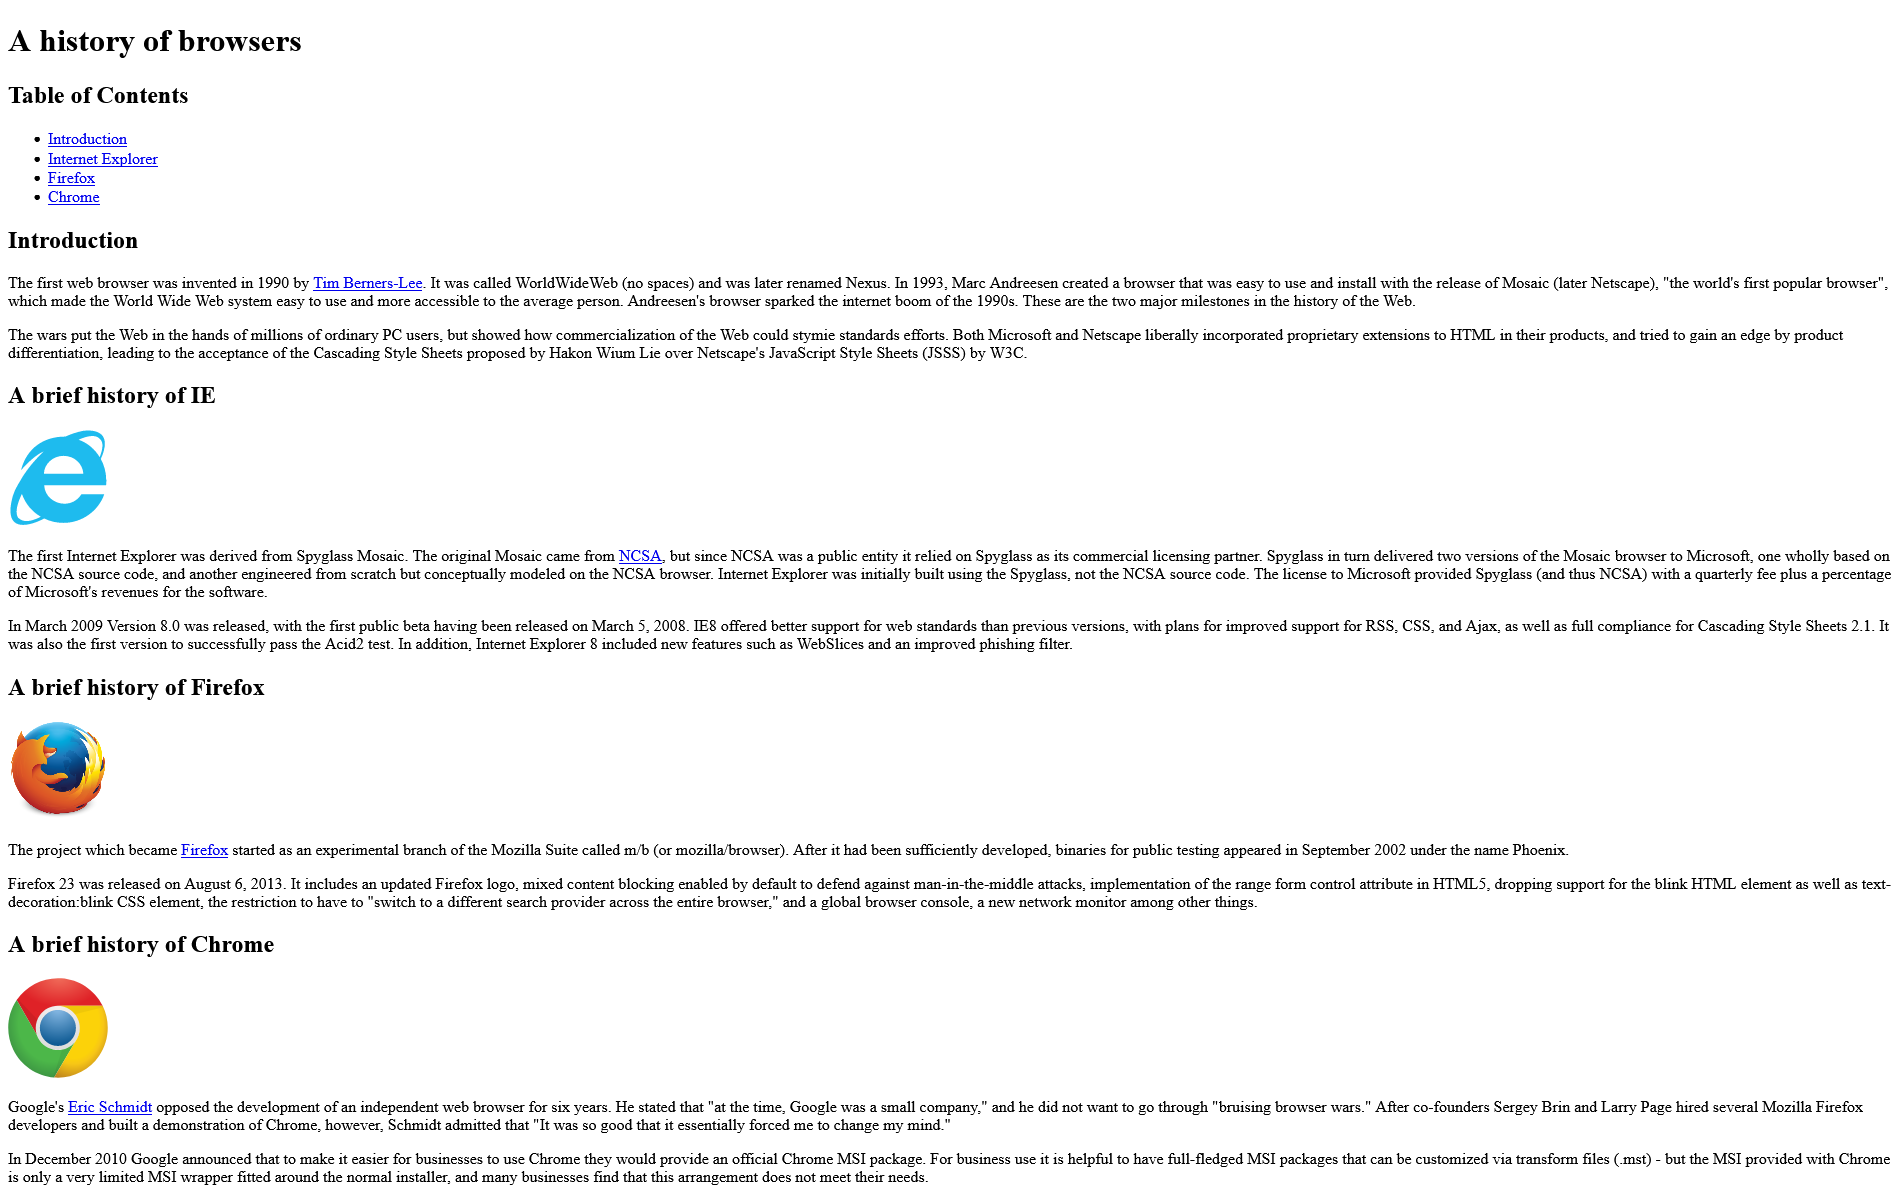 A history of browsers
Table of Contents
Introduction
Internet Explorer
Firefox
Chrome
Introduction
The first web browser was invented in 1990 by Tim Berners-Lee. It was called WorldWideWeb (no spaces) and was later renamed Nexus. In 1993, Marc Andreesen created a browser that was easy to use and install with the release of Mosaic (later Netscape), "the world's first popular browser",
which made the World Wide Web system easy to use and more accessible to the average person. Andreesen's browser sparked the internet boom of the 1990s. These are the two major milestones in the history of the Web.
The wars put the Web in the hands of millions of ordinary PC users, but showed how commercialization of the Web could stymie standards efforts. Both Microsoft and Netscape liberally incorporated proprietary extensions to HTML in their products, and tried to gain an edge by product
differentiation, leading to the acceptance of the Cascading Style Sheets proposed by Hakon Wium Lie over Netscape's JavaScript Style Sheets (JSSS) by W3C.
A brief history of IE
The first Internet Explorer was derived from Spyglass Mosaic. The original Mosaic came from NCSA, but since NCSA was a public entity it relied on Spyglass as its commercial licensing partner. Spyglass in turn delivered two versions of the Mosaic browser to Microsoft, one wholly based on
the NCSA source code, and another engineered from scratch but conceptually modeled on the NCSA browser. Internet Explorer was initially built using the Spyglass, not the NCSA source code. The license to Microsoft provided Spyglass (and thus NCSA) with a quarterly fee plus a percentage
of Microsoft's revenues for the software.
In March 2009 Version 8.0 was released, with the first public beta having been released on March 5, 2008. IE8 offered better support for web standards than previous versions, with plans for improved support for RSS, CSS, and Ajax, as well as full compliance for Cascading Style Sheets 2.1. It
was also the first version to successfully pass the Acid2 test. In addition, Internet Explorer 8 included new features such as WebSlices and an improved phishing filter.
A brief history of Firefox
The project which became Firefox started as an experimental branch of the Mozilla Suite called m/b (or mozilla/browser). After it had been sufficiently developed, binaries for public testing appeared in September 2002 under the name Phoenix.
Firefox 23 was released on August 6, 2013. It includes an updated Firefox logo, mixed content blocking enabled by default to defend against man-in-the-middle attacks, implementation of the range form control attribute in HTML5, dropping support for the blink HTML element as well as text-
decoration:blink CSS element, the restriction to have to "switch to a different search provider across the entire browser," and a global browser console, a new network monitor among other things.
A brief history of Chrome
Google's Eric Schmidt opposed the development of an independent web browser for six years. He stated that "at the time, Google was a small company," and he did not want to go through "bruising browser wars." After co-founders Sergey Brin and Larry Page hired several Mozilla Firefox
developers and built a demonstration of Chrome, however, Schmidt admitted that "It was so good that it essentially forced me to change my mind."
In December 2010 Google announced that to make it easier for businesses to use Chrome they would provide an official Chrome MSI package. For business use it is helpful to have full-fledged MSI packages that can be customized via transform files (.mst) - but the MSI provided with Chrome
is only a very limited MSI wrapper fitted around the normal installer, and many businesses find that this arrangement does not meet their needs.